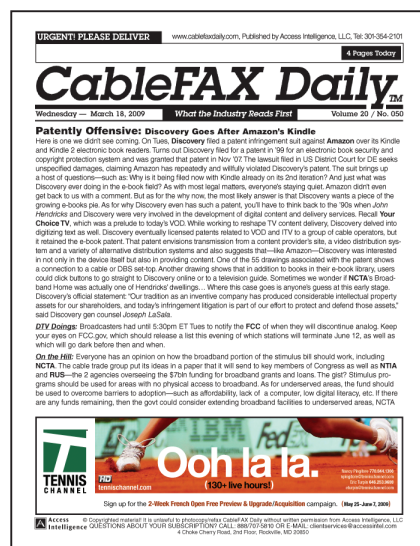 URGENT! PLEASE DELIVER
www.cablefaxdaily.com, Published by Access Intelligence, LLC, Tel: 301-354-2101
4 Pages Today
CableFAX Daily™
Wednesday — March 18, 2009
What the Industry Reads First
Volume 20 / No. 050
Patently Offensive: Discovery Goes After Amazon's Kindle
Here is one we didn't see coming. On Tues, Discovery filed a patent infringement suit against Amazon over its Kindle
and Kindle 2 electronic book readers. Turns out Discovery filed for a patent in '99 for an electronic book security and
copyright protection system and was granted that patent in Nov '07. The lawsuit filed in US District Court for DE seeks
unspecified damages, claiming Amazon has repeatedly and willfully violated Discovery's patent. The suit brings up
a host of questions—such as: Why is it being filed now with Kindle already on its 2nd iteration? And just what was
Discovery ever doing in the e-book field? As with most legal matters, everyone's staying quiet. Amazon didn't even
get back to us with a comment. But as for the why now, the most likely answer is that Discovery wants a piece of the
growing e-books pie. As for why Discovery even has such a patent, you'll have to think back to the '90s when John
Hendricks and Discovery were very involved in the development of digital content and delivery services. Recall Your
Choice TV, which was a prelude to today's VOD. While working to reshape TV content delivery, Discovery delved into
digitizing text as well. Discovery eventually licensed patents related to VOD and ITV to a group of cable operators, but
it retained the e-book patent. That patent envisions transmission from a content provider's site, a video distribution sys-
tem and a variety of alternative distribution systems and also suggests that—like Amazon—Discovery was interested
in not only in the device itself but also in providing content. One of the 55 drawings associated with the patent shows
a connection to a cable or DBS set-top. Another drawing shows that in addition to books in their e-book library, users
could click buttons to go straight to Discovery online or to a television guide. Sometimes we wonder if NCTA's Broad-
band Home was actually one of Hendricks' dwellings... Where this case goes is anyone's guess at this early stage.
Discovery's official statement: "Our tradition as an inventive company has produced considerable intellectual property
assets for our shareholders, and today's infringement litigation is part of our effort to protect and defend those assets,"
said Discovery gen counsel Joseph LaSala.
DTV Doings: Broadcasters had until 5:30pm ET Tues to notify the FCC of when they will discontinue analog. Keep
your eyes on FCC.gov, which should release a list this evening of which stations will terminate June 12, as well as
which will go dark before then and when.
On the Hill: Everyone has an opinion on how the broadband portion of the stimulus bill should work, including
NCTA. The cable trade group put its ideas in a paper that it will send to key members of Congress as well as NTIA
and RUS—the 2 agencies overseeing the $7bln funding for broadband grants and loans. The gist? Stimulus pro-
grams should be used for areas with no physical access to broadband. As for underserved areas, the fund should
be used to overcome barriers to adoption—such as affordability, lack of a computer, low digital literacy, etc. If there
are any funds remaining, then the govt could consider extending broadband facilities to underserved areas, NCTA
T
TENNIS
CHANNEL
HD
tennischannel.com
Ooh la la.
(130+ live hours!)
Sign up for the 2-Week French Open Free Preview & Upgrade/Acquisition campaign. (May 25-June 7, 2009)
Access
Intelligence
© Copyrighted material! It is unlawful to photocopy/resend CableFAX Daily without written permission from Access Intelligence, LLC
QUESTIONS ABOUT YOUR SUBSCRIPTION? CALL: 888/707-5810 OR E-MAIL: clientservices@accessintel.com
4 Choke Cherry Road, 2nd Floor, Rockville, MD 20850